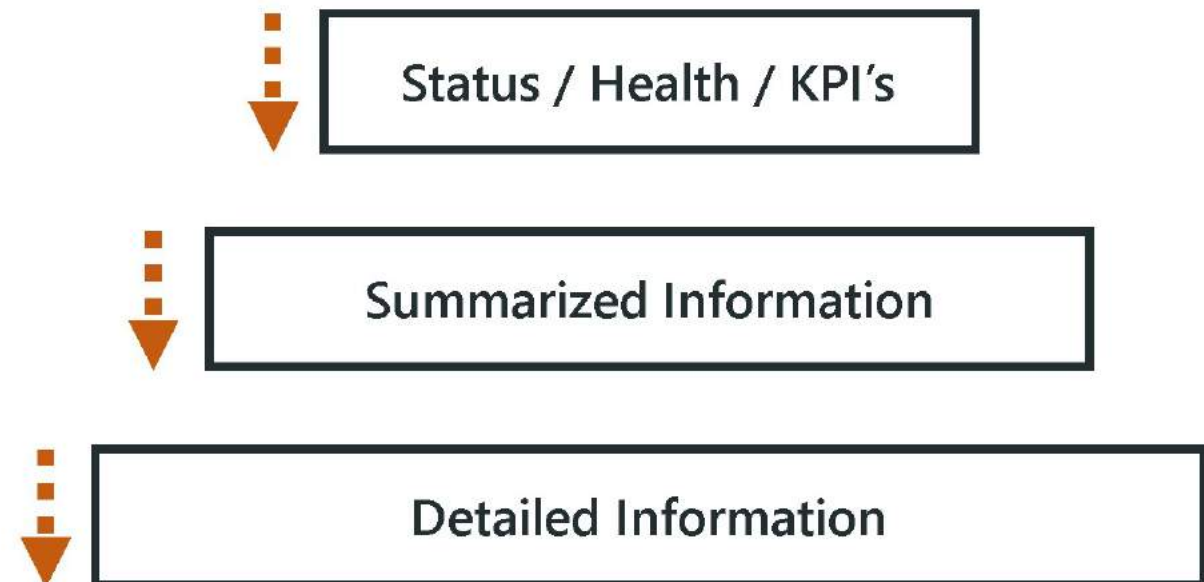 Status / Health / KPI’s
Summarized Information
Detailed Information